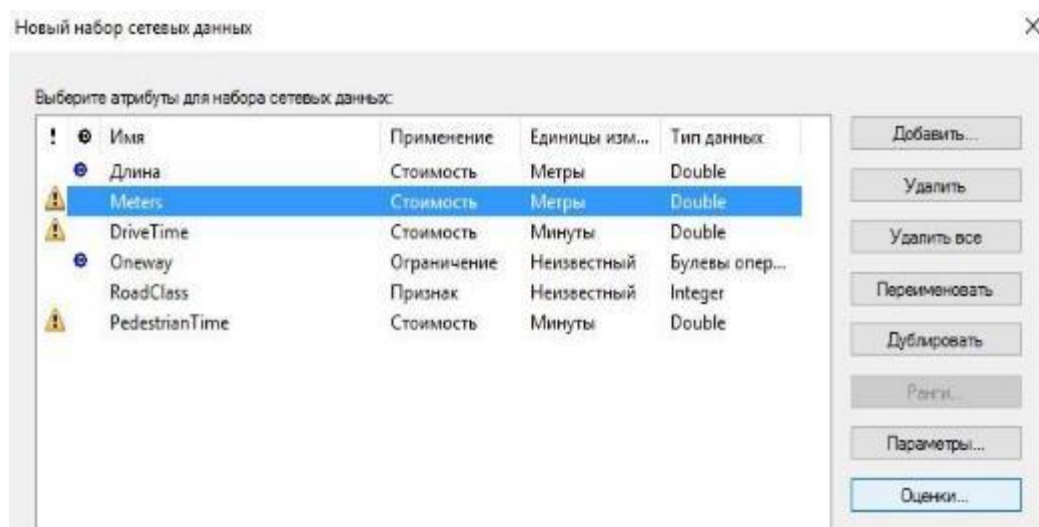 Новый набор сетевых данных
Выберите атрибуты для набора сетевых данных:
! Имя Применение Единицы изм... Тип данных
Длина Стоимость Метры Double
Meters Стоимость Метры Double
DriveTime Стоимость Минуты Double
Oneway Ограничение Неизвестный Булевы опер...
RoadClass Признак Неизвестный Integer
PedestrianTime Стоимость Минуты Double
Добавить...
Удалить
Удалить все
Переименовать
Дублировать
Ранги...
Параметры...
Оценки...